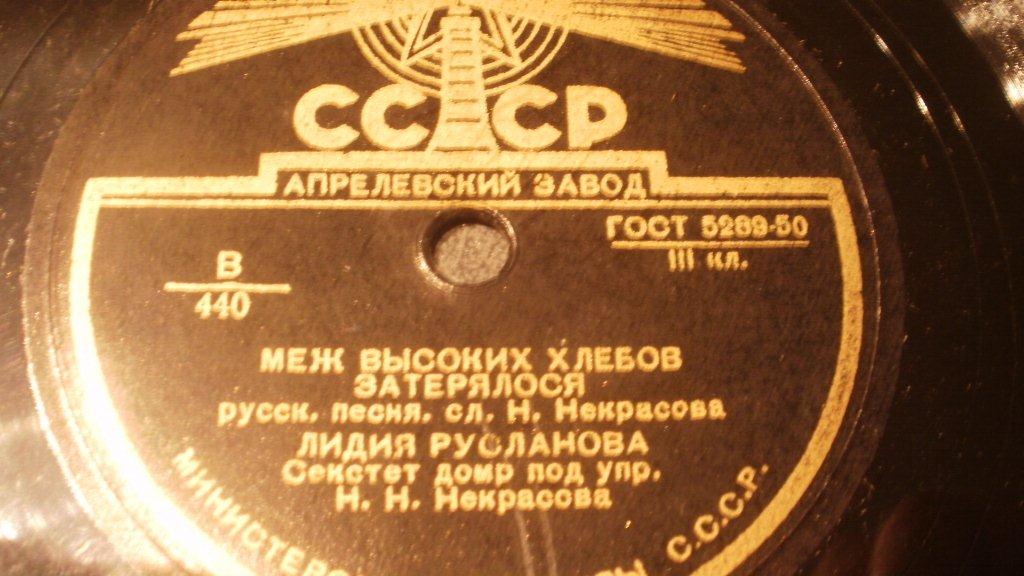 СССР
АПРЕЛЕВСКИЙ ЗАВОД
ГОСТ 5289-50
III кл.
В
440
МЕЖ ВЫСОКИХ ХЛЕБОВ
ЗАТЕРЯЛОСЯ
русск. песня. сл. Н. Некрасова
ЛИДИЯ РУСЛАНОВА
Секстет домр под упр.
Н. Н. Некрасова
С.С.С.Р.